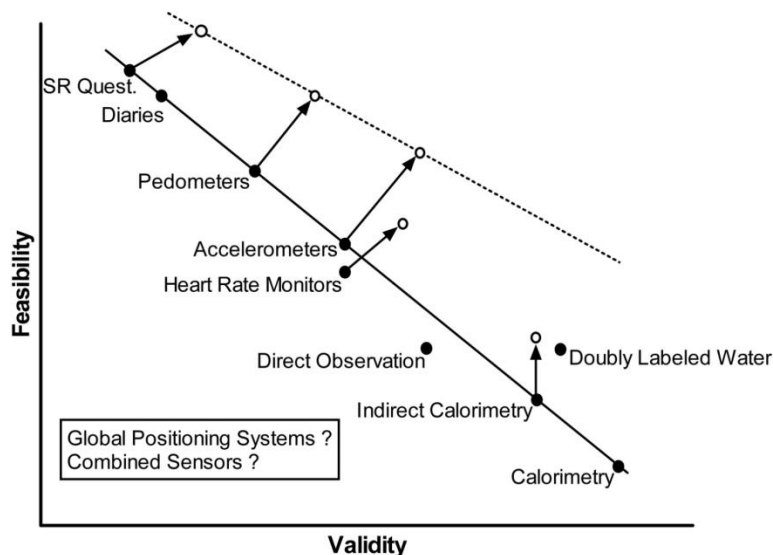 SR Quest.
Diaries
Pedometers
Accelerometers
Heart Rate Monitors
Direct Observation
Doubly Labeled Water
Indirect Calorimetry
Global Positioning Systems ?
Combined Sensors ?
Calorimetry
Feasibility
Validity